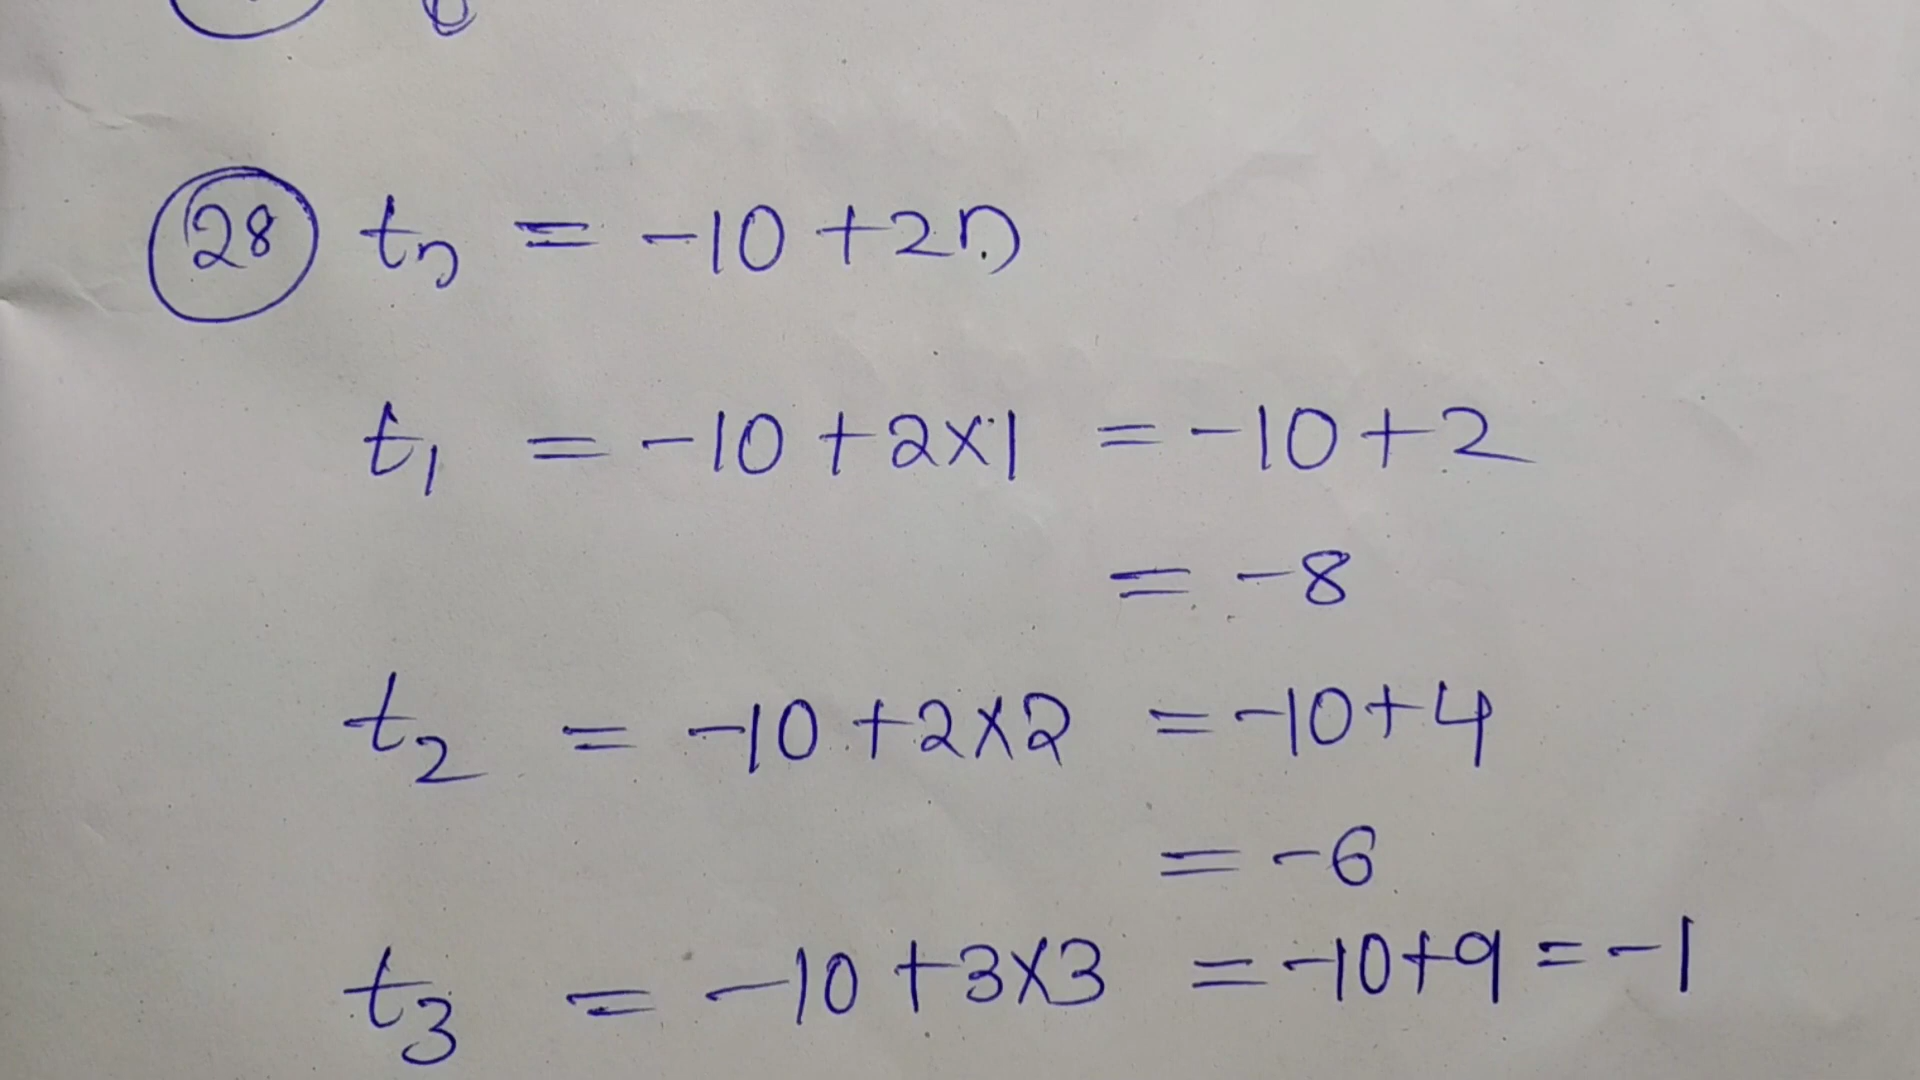 28 tn = -10 + 2n
t1 = -10 + 2×1 = -10 + 2
= -8
t2 = -10 + 2×2 = -10 + 4
= -6
t3 = -10 + 3×3 = -10 + 9 = -1